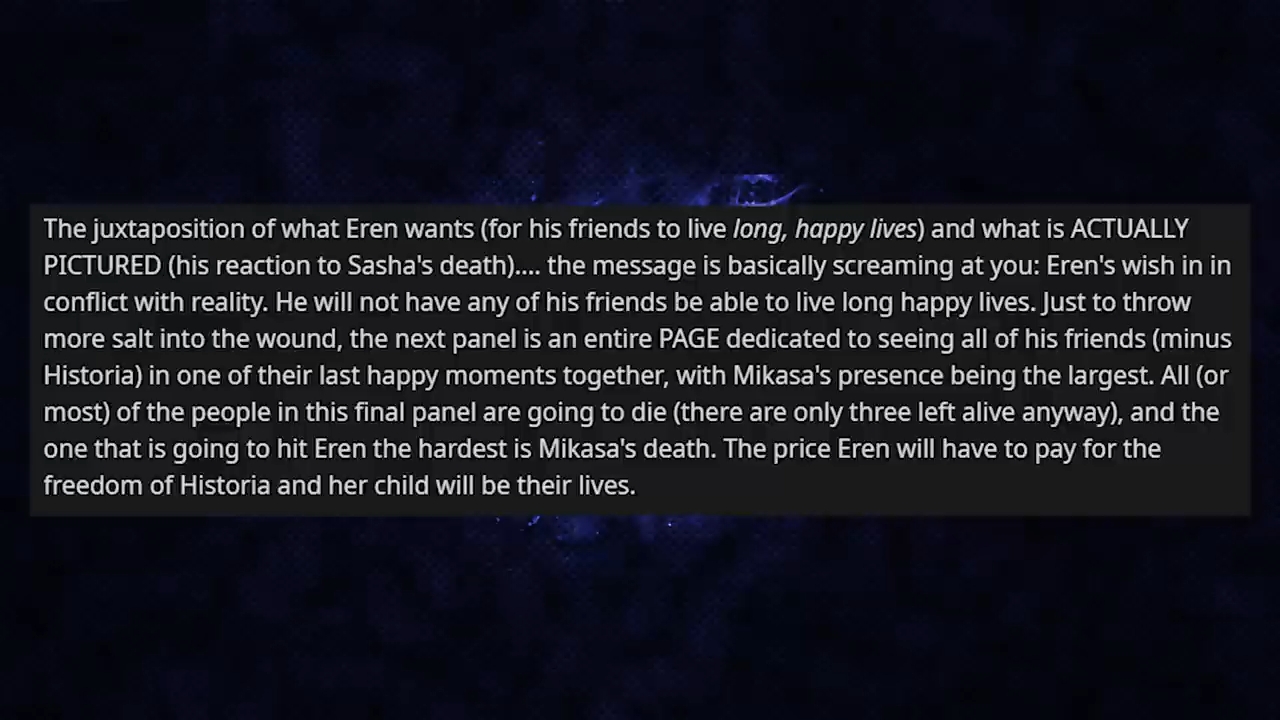 The juxtaposition of what Eren wants (for his friends to live long, happy lives) and what is ACTUALLY
PICTURED (his reaction to Sasha's death).... the message is basically screaming at you: Eren's wish in in
conflict with reality. He will not have any of his friends be able to live long happy lives. Just to throw
more salt into the wound, the next panel is an entire PAGE dedicated to seeing all of his friends (minus
Historia) in one of their last happy moments together, with Mikasa's presence being the largest. All (or
most) of the people in this final panel are going to die (there are only three left alive anyway), and the
one that is going to hit Eren the hardest is Mikasa's death. The price Eren will have to pay for the
freedom of Historia and her child will be their lives.